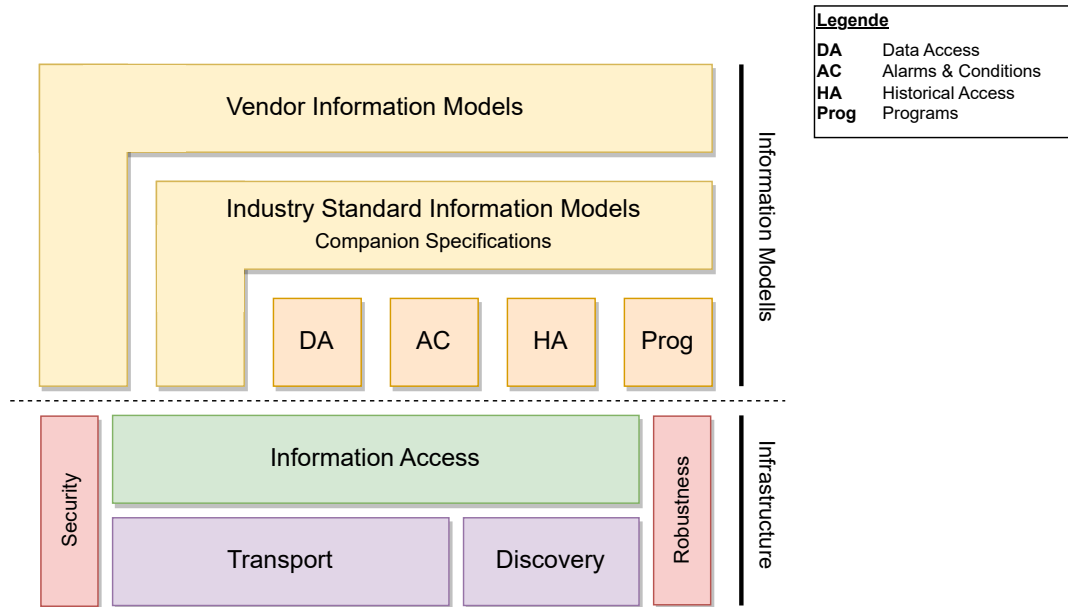 Legende
DA Data Access
AC Alarms & Conditions
HA Historical Access
Prog Programs
Vendor Information Models
Industry Standard Information Models
Companion Specifications
DA
AC
HA
Prog
Information Modells
Security
Information Access
Transport
Discovery
Robustness
Infrastructure